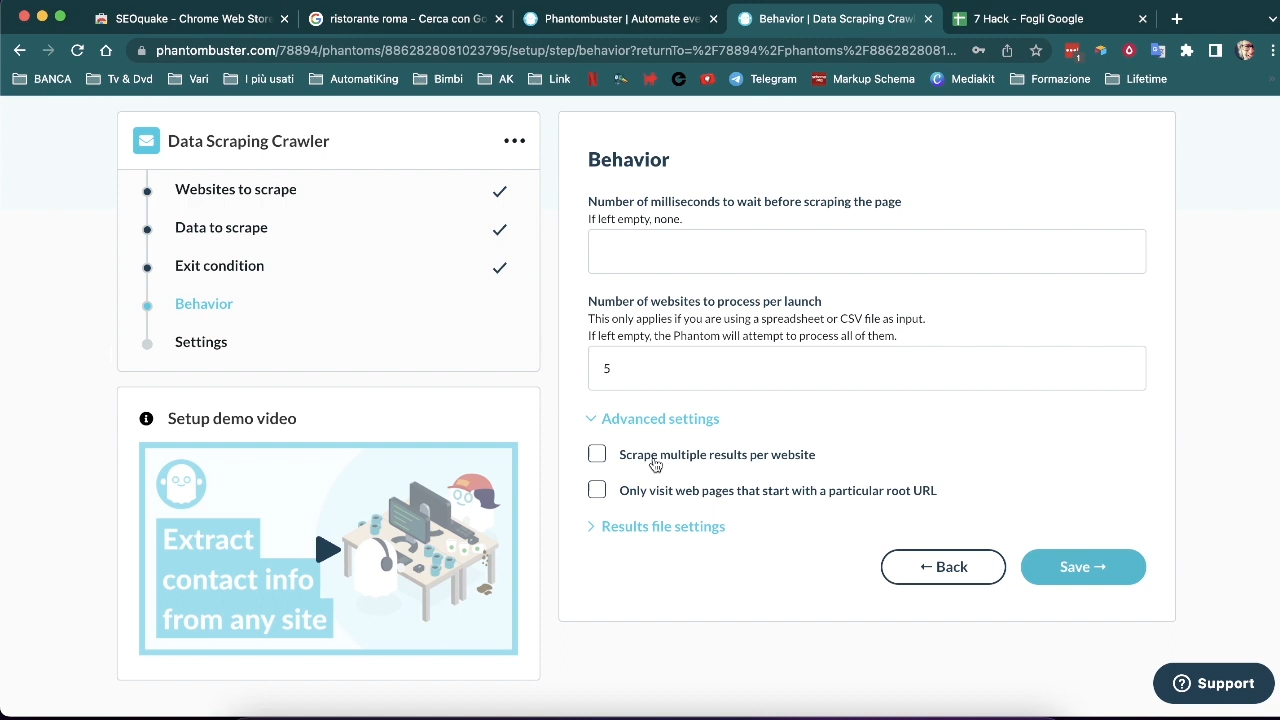 SEOquake - Chrome Web Store
ristorante roma - Cerca con Go
Phantombuster | Automate eve
Behavior | Data Scraping Crawl
7 Hack - Fogli Google
phantombuster.com/78894/phantoms/8862828081023795/setup/step/behavior?returnTo=%2F78894%2Fphantoms%2F8862828081...
1
BANCA
Tv & Dvd
Vari
I più usati
AutomatiKing
Bimbi
AK
Link
Telegram
Markup Schema
Mediakit
Formazione
Lifetime
Data Scraping Crawler
Websites to scrape
Data to scrape
Exit condition
Behavior
Settings
Setup demo video
Extract
contact info
from any site
Behavior
Number of milliseconds to wait before scraping the page
If left empty, none.
Number of websites to process per launch
This only applies if you are using a spreadsheet or CSV file as input.
If left empty, the Phantom will attempt to process all of them.
5
Advanced settings
Scrape multiple results per website
Only visit web pages that start with a particular root URL
Results file settings
← Back
Save →
Support